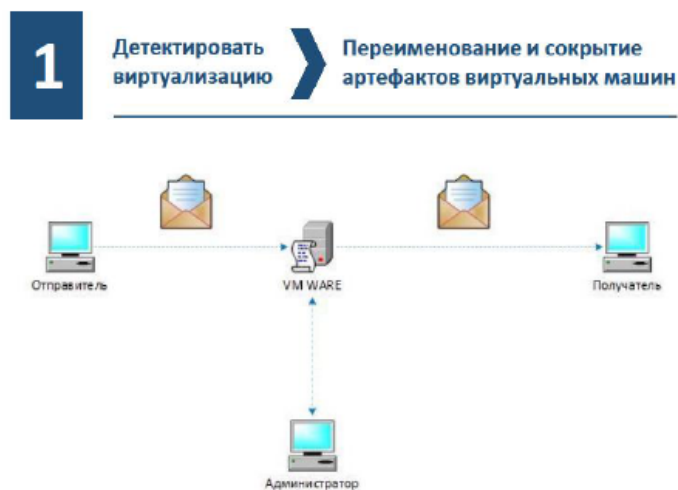 1
Детектировать
виртуализацию
Переименование и сокрытие
артефактов виртуальных машин
Отправитель
VM WARE
Получатель
Администратор